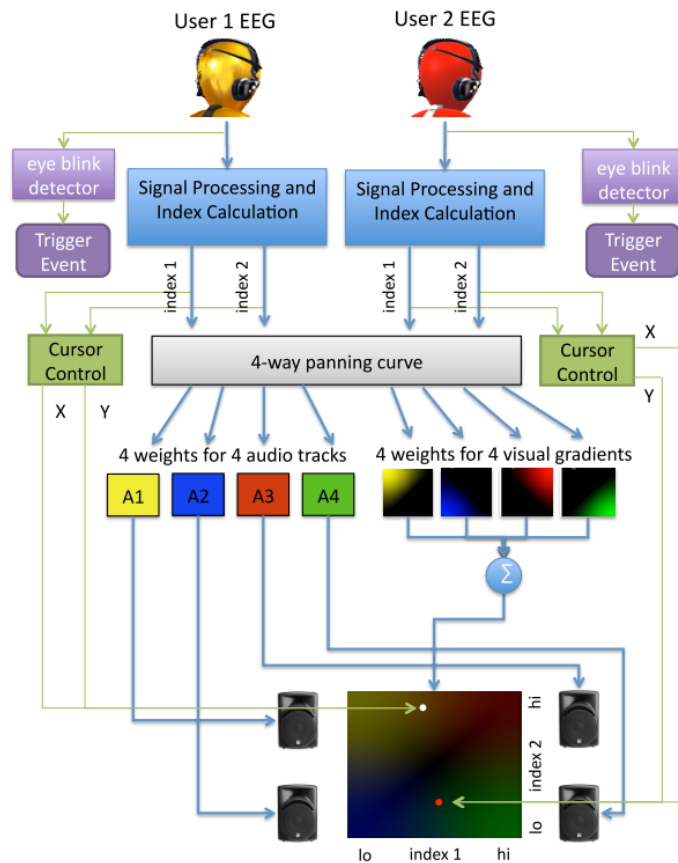 User 1 EEG
User 2 EEG
eye blink
detector
Signal Processing and
Index Calculation
Signal Processing and
Index Calculation
eye blink
detector
Trigger
Event
Trigger
Event
index 1
index 2
index 1
index 2
Cursor
Control
4-way panning curve
Cursor
Control
X
Y
X
Y
4 weights for 4 audio tracks
4 weights for 4 visual gradients
A1
A2
A3
A4
Σ
hi
index 2
lo
lo
index 1
hi